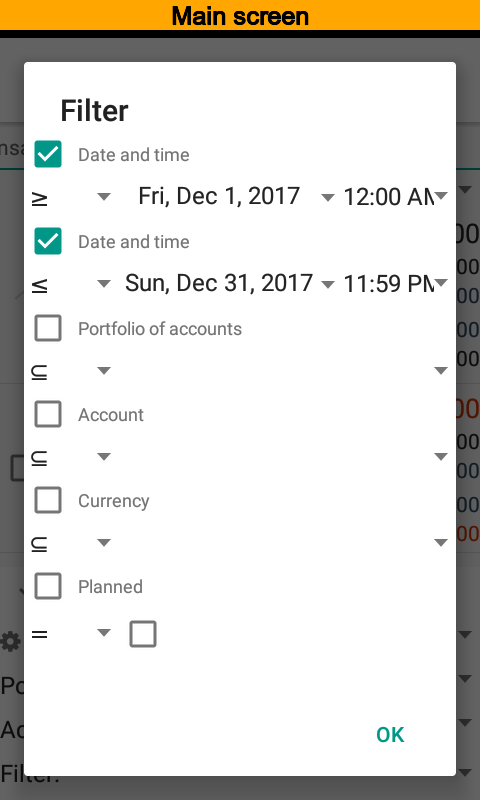 Main screen
Filter
Date and time
≥ Fri, Dec 1, 2017 12:00 AM
Date and time
≤ Sun, Dec 31, 2017 11:59 PM
Portfolio of accounts
⊆
Account
⊆
Currency
⊆
Planned
=
OK
Filter: